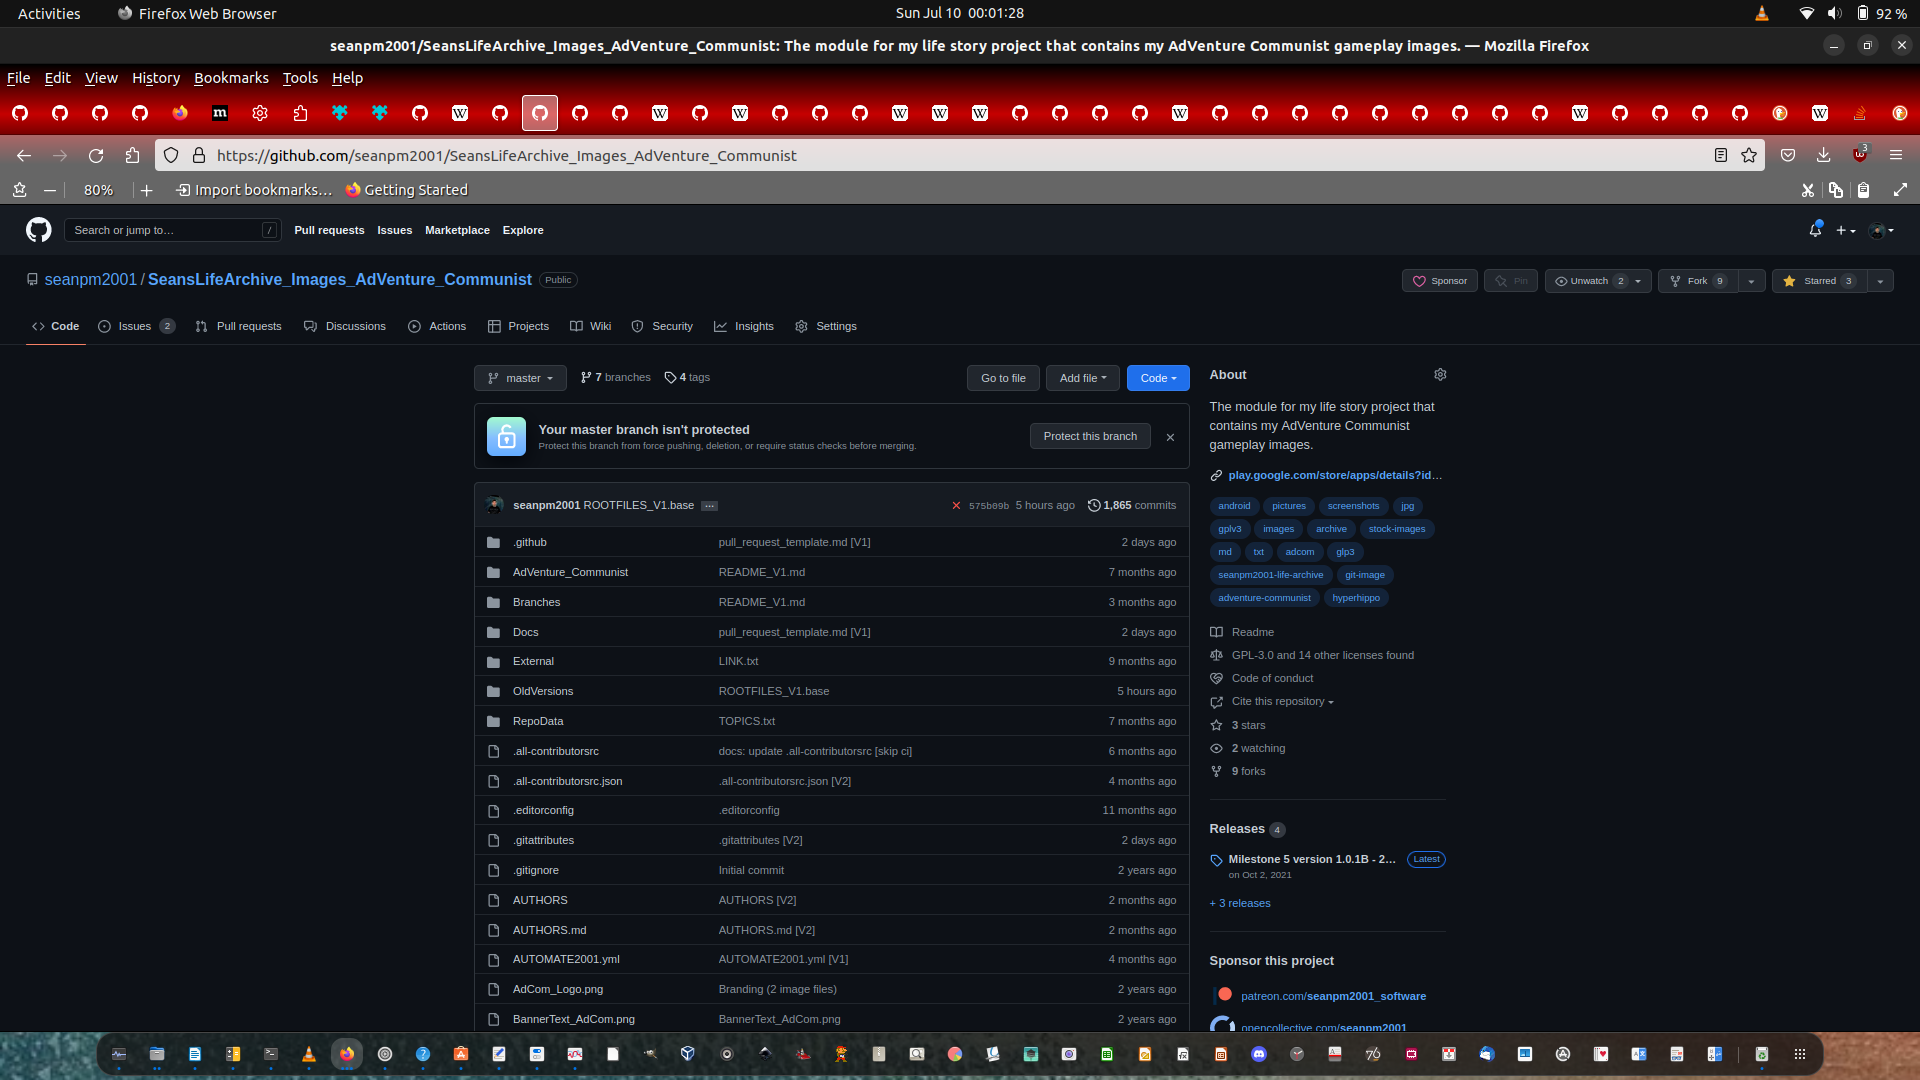 Activities Firefox Web Browser Sun Jul 10 00:01:28 92 %
seanpm2001/SeansLifeArchive_Images_AdVenture_Communist: The module for my life story project that contains my AdVenture Communist gameplay images. — Mozilla Firefox
File Edit View History Bookmarks Tools Help
https://github.com/seanpm2001/SeansLifeArchive_Images_AdVenture_Communist 3
80% Import bookmarks… Getting Started
Search or jump to… / Pull requests Issues Marketplace Explore
seanpm2001 / SeansLifeArchive_Images_AdVenture_Communist Public Sponsor Pin Unwatch 2 Fork 9 Starred 3
Code Issues 2 Pull requests Discussions Actions Projects Wiki Security Insights Settings
master 7 branches 4 tags Go to file Add file Code
Your master branch isn't protected
Protect this branch from force pushing, deletion, or require status checks before merging.
Protect this branch
seanpm2001 ROOTFILES_V1.base ... 575b09b 5 hours ago 1,865 commits
.github pull_request_template.md [V1] 2 days ago
AdVenture_Communist README_V1.md 7 months ago
Branches README_V1.md 3 months ago
Docs pull_request_template.md [V1] 2 days ago
External LINK.txt 9 months ago
OldVersions ROOTFILES_V1.base 5 hours ago
RepoData TOPICS.txt 7 months ago
.all-contributorsrc docs: update .all-contributorsrc [skip ci] 6 months ago
.all-contributorsrc.json .all-contributorsrc.json [V2] 4 months ago
.editorconfig .editorconfig 11 months ago
.gitattributes .gitattributes [V2] 2 days ago
.gitignore Initial commit 2 years ago
AUTHORS AUTHORS [V2] 2 months ago
AUTHORS.md AUTHORS.md [V2] 2 months ago
AUTOMATE2001.yml AUTOMATE2001.yml [V1] 4 months ago
AdCom_Logo.png Branding (2 image files) 2 years ago
BannerText_AdCom.png BannerText_AdCom.png 2 years ago
About
The module for my life story project that
contains my AdVenture Communist
gameplay images.
play.google.com/store/apps/details?id…
android pictures screenshots jpg
gplv3 images archive stock-images
md txt adcom glp3
seanpm2001-life-archive git-image
adventure-communist hyperhippo
Readme
GPL-3.0 and 14 other licenses found
Code of conduct
Cite this repository
3 stars
2 watching
9 forks
Releases 4
Milestone 5 version 1.0.1B - 2… Latest
on Oct 2, 2021
+ 3 releases
Sponsor this project
patreon.com/seanpm2001_software
opencollective.com/seanpm2001